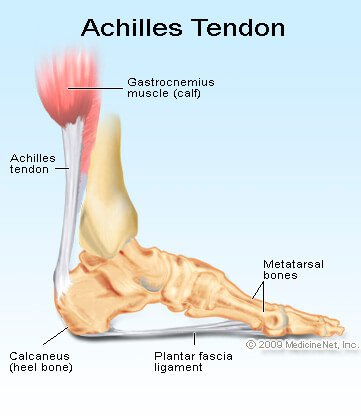 Achilles Tendon
Gastrocnemius
muscle (calf)
Achilles
tendon
Metatarsal
bones
© 2009 MedicineNet, Inc.
Calcaneus
(heel bone)
Plantar fascia
ligament